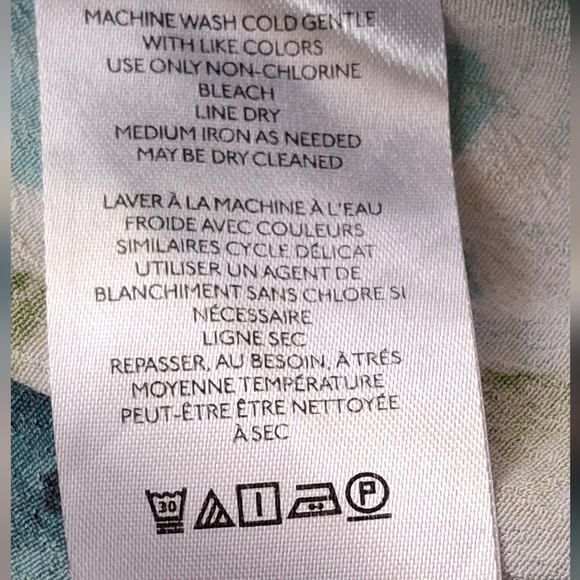 MACHINE WASH COLD GENTLE
WITH LIKE COLORS
USE ONLY NON-CHLORINE
BLEACH
LINE DRY
MEDIUM IRON AS NEEDED
MAY BE DRY CLEANED
LAVER À LA MACHINE À L'EAU
FROIDE AVEC COULEURS
SIMILAIRES CYCLE DÉLICAT
UTILISER UN AGENT DE
BLANCHIMENT SANS CHLORE SI
NÉCESSAIRE
LIGNE SEC
REPASSER, AU BESOIN, À TRÉS
MOYENNE TEMPÉRATURE
PEUT-ÊTRE ÊTRE NETTOYÉE
À SEC
30 P